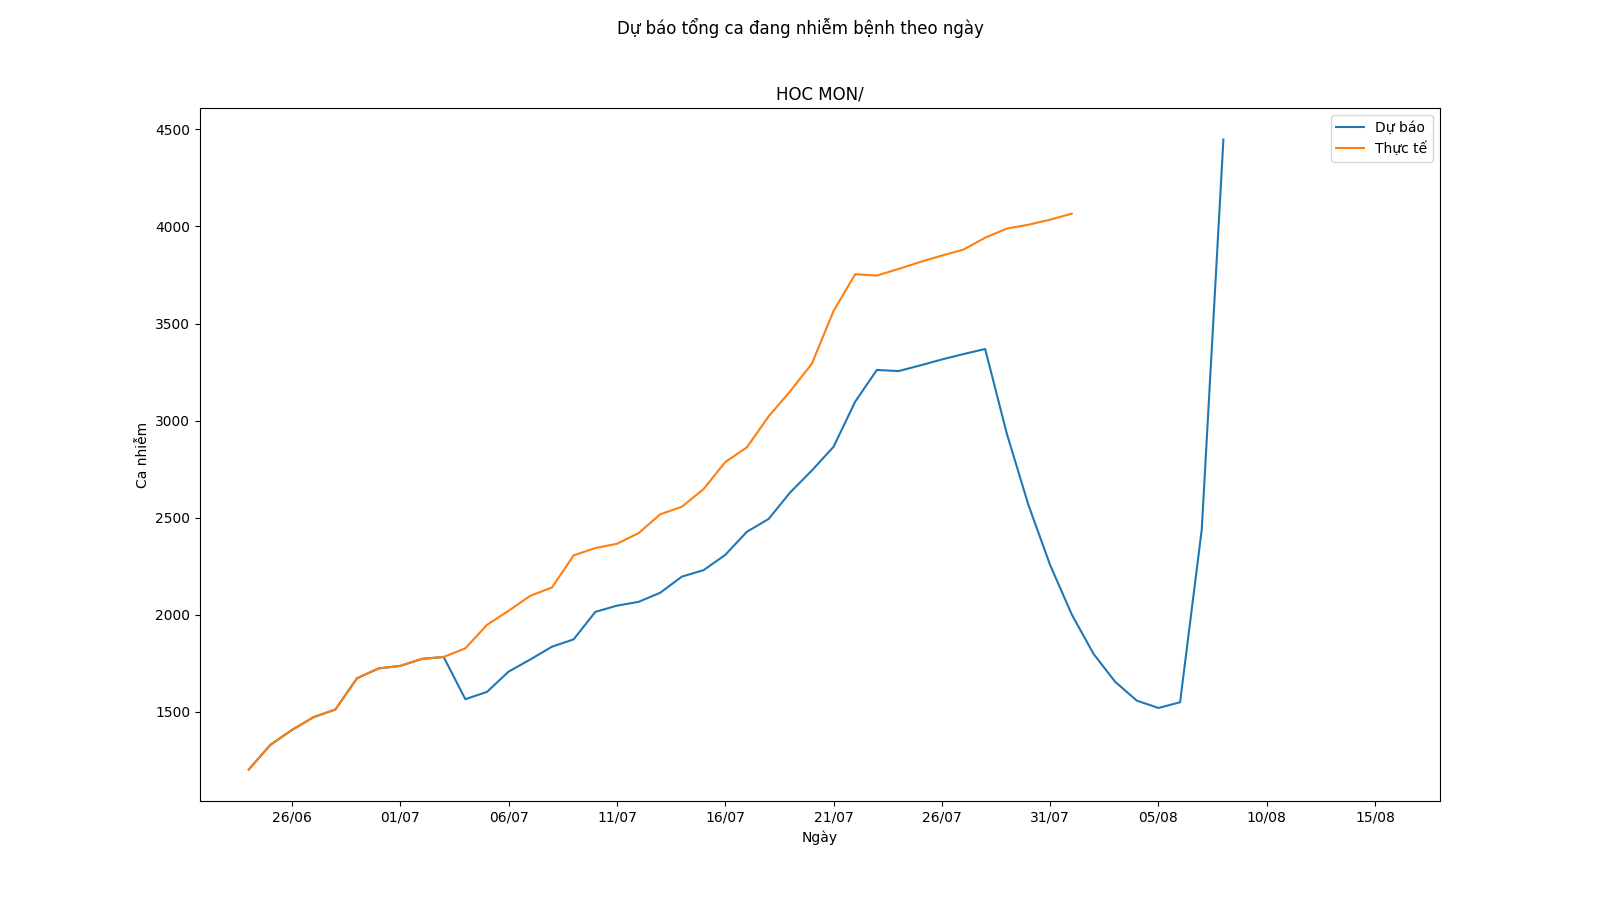 Dự báo tổng ca đang nhiễm bệnh theo ngày
HOC MON/
Dự báo
Thực tế
4500
4000
3500
3000
2500
2000
1500
Ca nhiễm
26/06 01/07 06/07 11/07 16/07 21/07 26/07 31/07 05/08 10/08 15/08
Ngày